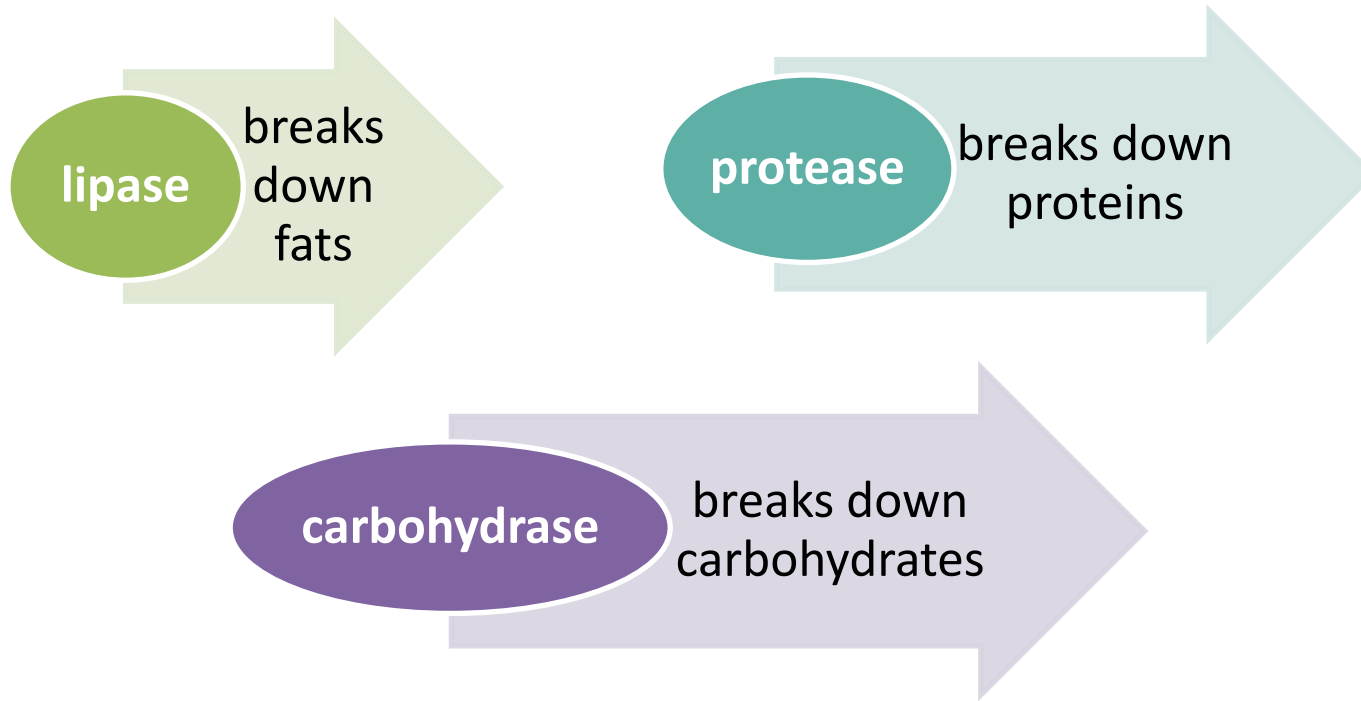 lipase
breaks
down
fats
protease
breaks down
proteins
carbohydrase
breaks down
carbohydrates